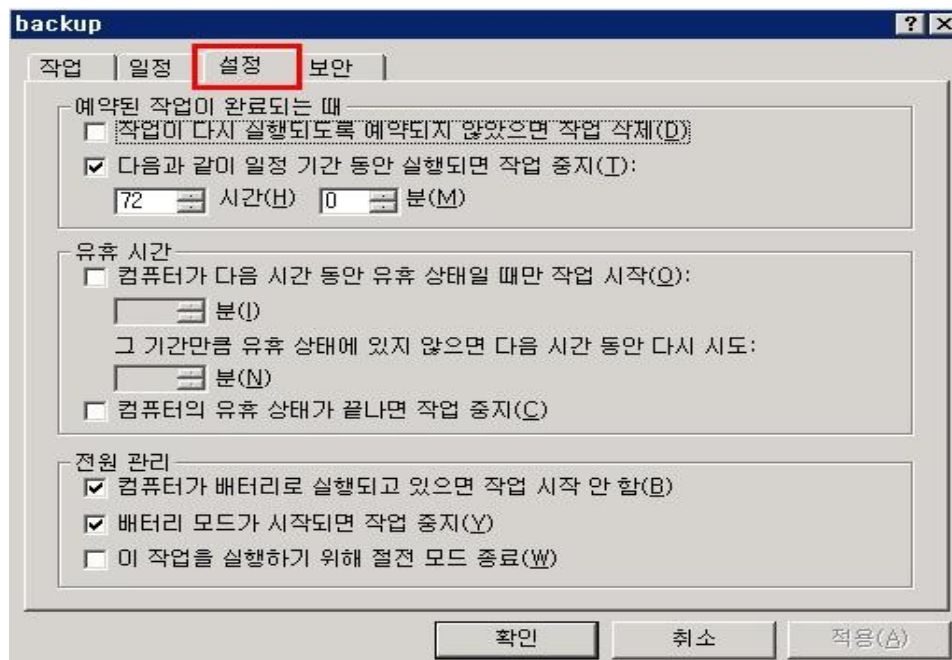 backup
작업 일정 설정 보안
예약된 작업이 완료되는 때
작업이 다시 실행되도록 예약되지 않았으면 작업 삭제(D)
다음과 같이 일정 기간 동안 실행되면 작업 중지(T):
72 시간(H) 0 분(M)
유휴 시간
컴퓨터가 다음 시간 동안 유휴 상태일 때만 작업 시작(O):
분(I)
그 기간만큼 유휴 상태에 있지 않으면 다음 시간 동안 다시 시도:
분(N)
컴퓨터의 유휴 상태가 끝나면 작업 중지(C)
전원 관리
컴퓨터가 배터리로 실행되고 있으면 작업 시작 안 함(B)
배터리 모드가 시작되면 작업 중지(Y)
이 작업을 실행하기 위해 절전 모드 종료(W)
확인 취소 적용(A)